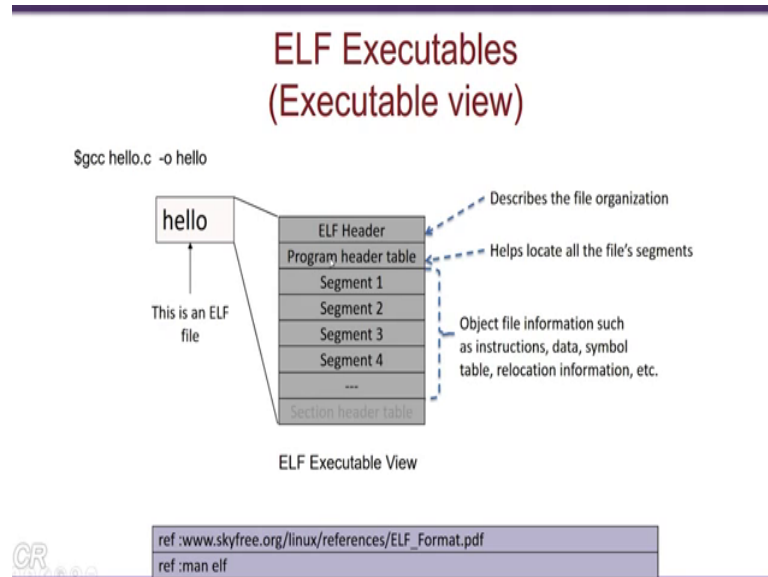 ELF Executables
(Executable view)
$gcc hello.c -o hello
hello
This is an ELF
file
ELF Header
Program header table
Segment 1
Segment 2
Segment 3
Segment 4
---
Section header table
Describes the file organization
Helps locate all the file's segments
Object file information such
as instructions, data, symbol
table, relocation information, etc.
ELF Executable View
ref :www.skyfree.org/linux/references/ELF_Format.pdf
ref :man elf
CR